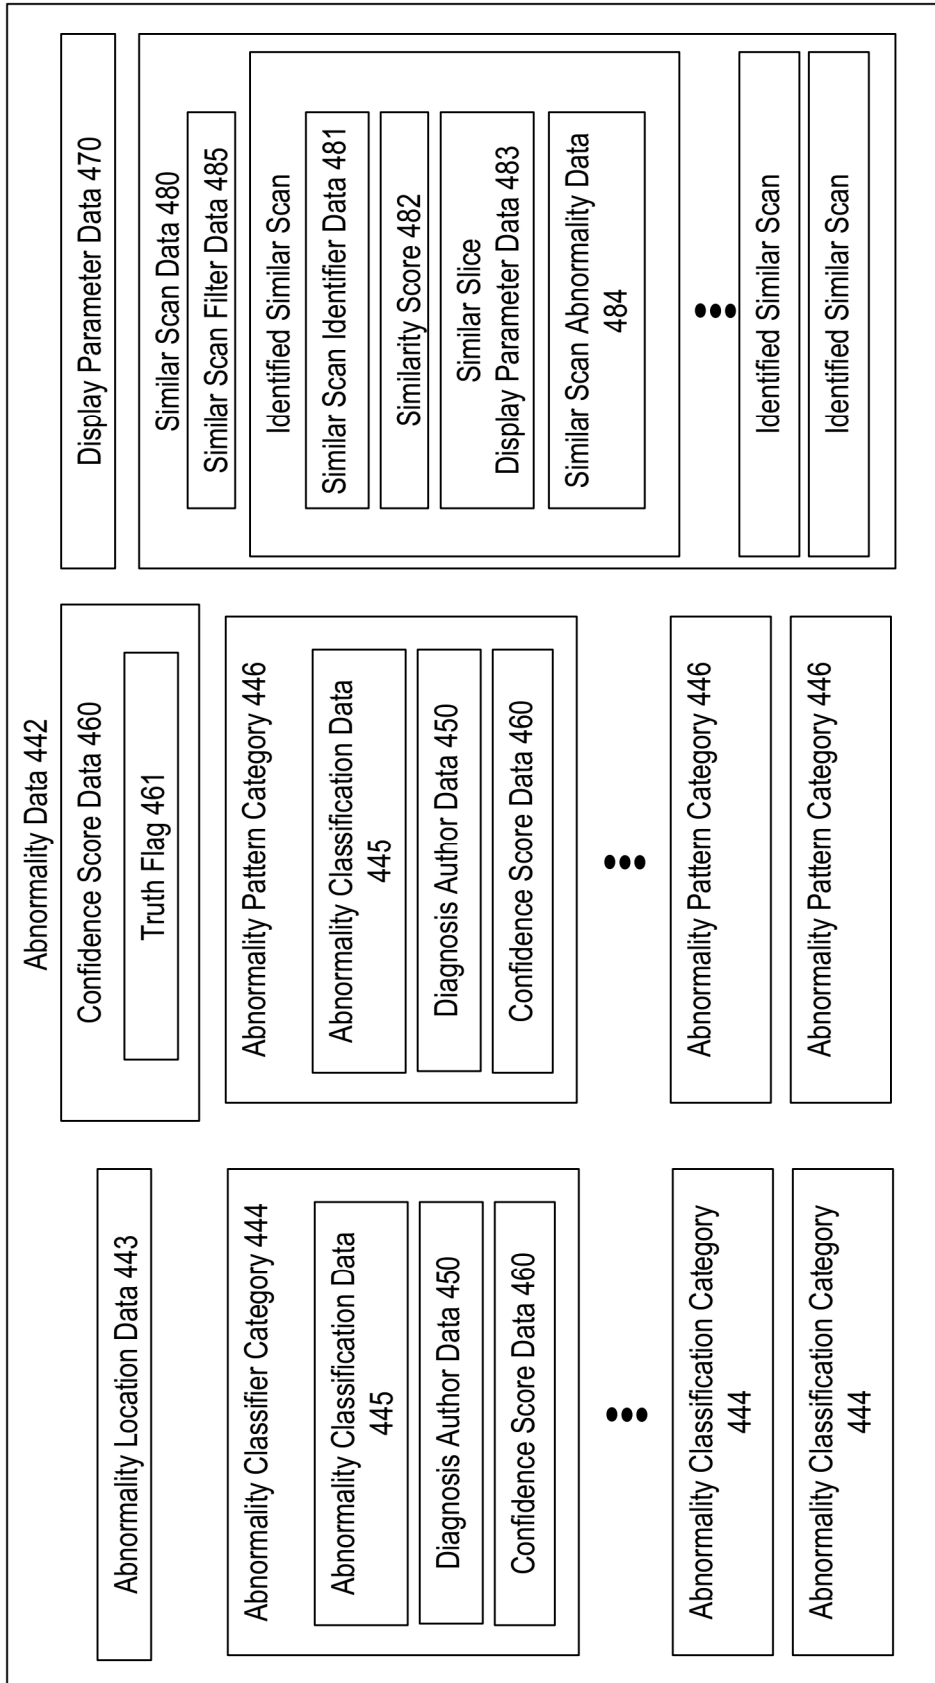 Abnormality Data 442
Abnormality Location Data 443
Abnormality Classifier Category 444
Abnormality Classification Data
445
Diagnosis Author Data 450
Confidence Score Data 460
Abnormality Classification Category
444
Abnormality Classification Category
444
Confidence Score Data 460
Truth Flag 461
Abnormality Pattern Category 446
Abnormality Classification Data
445
Diagnosis Author Data 450
Confidence Score Data 460
Abnormality Pattern Category 446
Abnormality Pattern Category 446
Display Parameter Data 470
Similar Scan Data 480
Similar Scan Filter Data 485
Identified Similar Scan
Similar Scan Identifier Data 481
Similarity Score 482
Similar Slice
Display Parameter Data 483
Similar Scan Abnormality Data
484
Identified Similar Scan
Identified Similar Scan